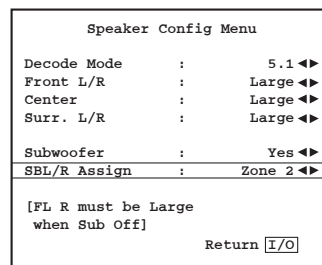 Speaker Config Menu
Decode Mode : 5.1 ◄►
Front L/R : Large ◄►
Center : Large ◄►
Surr. L/R : Large ◄►
Subwoofer : Yes ◄►
SBL/R Assign : Zone 2 ◄►
[FL R must be Large
when Sub Off]
Return I/O